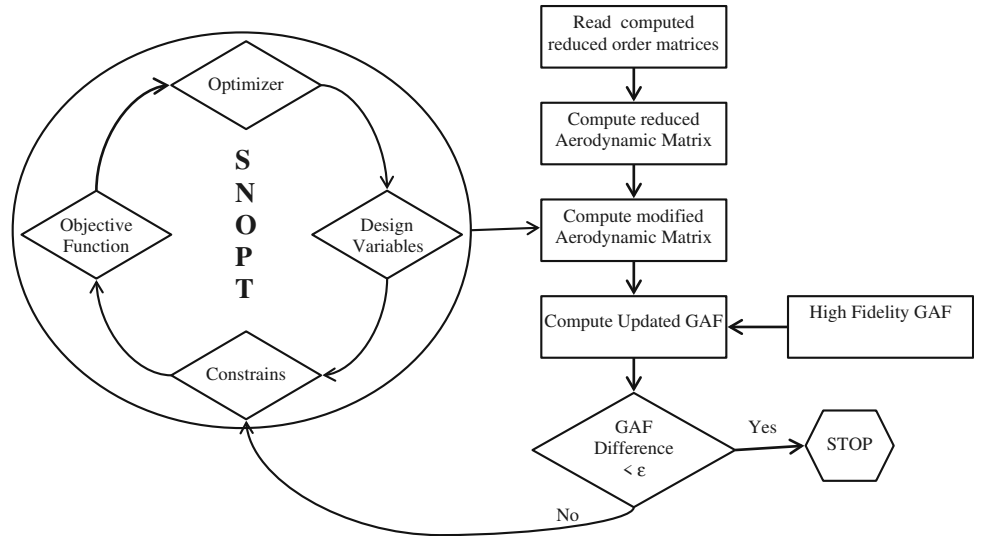 Optimizer
S
N
O
P
T
Objective
Function
Design
Variables
Constrains
Read computed
reduced order matrices
Compute reduced
Aerodynamic Matrix
Compute modified
Aerodynamic Matrix
Compute Updated GAF
High Fidelity GAF
GAF
Difference
< ε
Yes
STOP
No